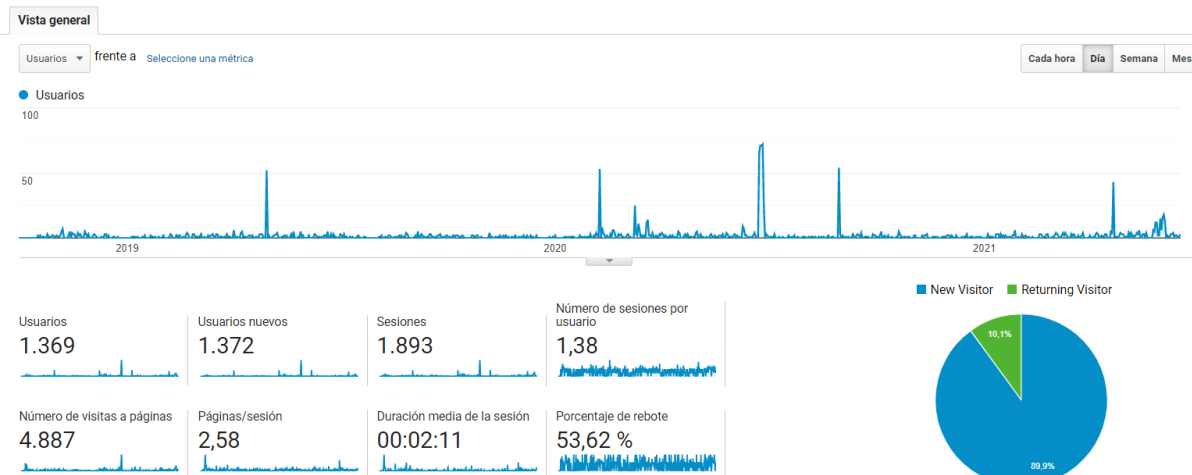 Vista general
Usuarios frente a Seleccione una métrica
Cada hora Día Semana Mes
Usuarios
100
50
2019 2020 2021
New Visitor Returning Visitor
Usuarios
1.369
Usuarios nuevos
1.372
Sesiones
1.893
Número de sesiones por
usuario
1,38
10,1%
Número de visitas a páginas
4.887
Páginas/sesión
2,58
Duración media de la sesión
00:02:11
Porcentaje de rebote
53,62 %
89,9%